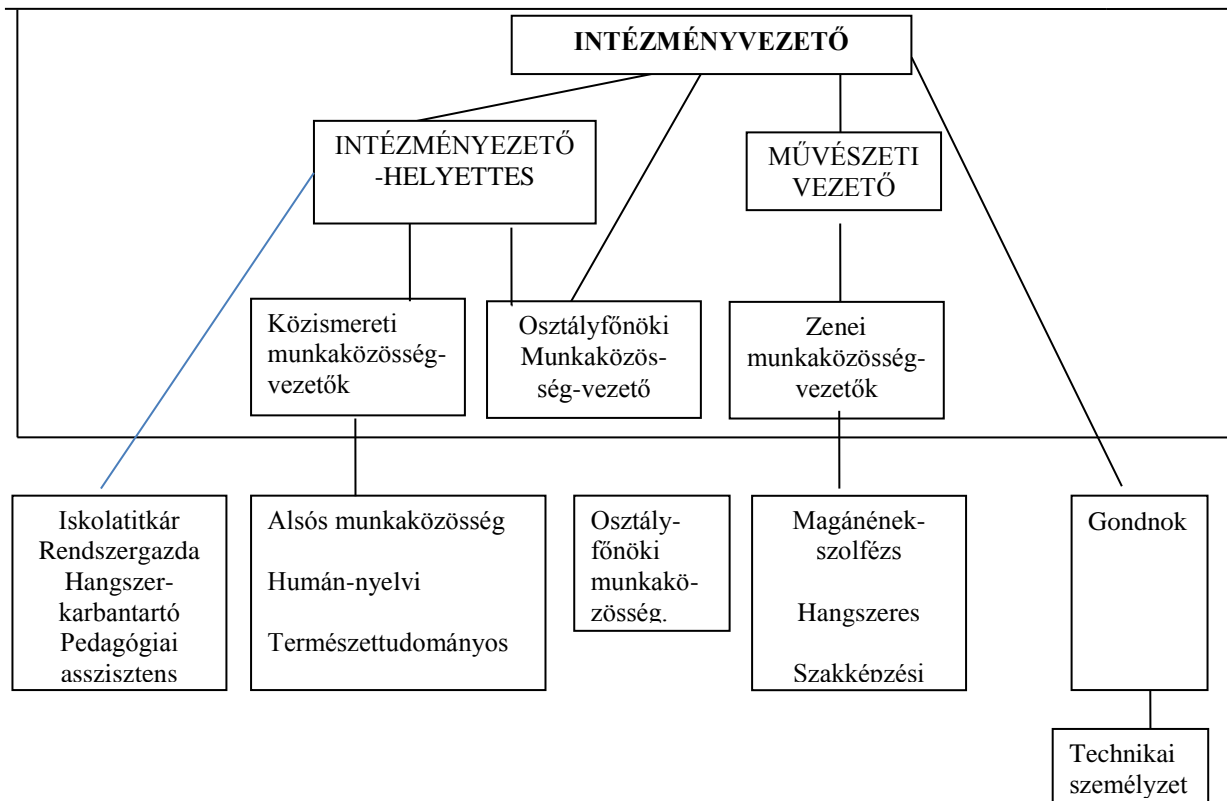 INTÉZMÉNYVEZETŐ
INTÉZMÉNYEZETŐ
-HELYETTES
MŰVÉSZETI
VEZETŐ
Közismereti
munkaközösség-
vezetők
Osztályfőnöki
Munkaközös-
ség-vezető
Zenei
munkaközösség-
vezetők
Iskolatitkár
Rendszergazda
Hangszer-
karbantartó
Pedagógiai
asszisztens
Alsós munkaközösség
Humán-nyelvi
Természettudományos
Osztály-
főnöki
munkakö-
zösség.
Magánének-
szolfézs
Hangszeres
Szakképzési
Gondnok
Technikai
személyzet